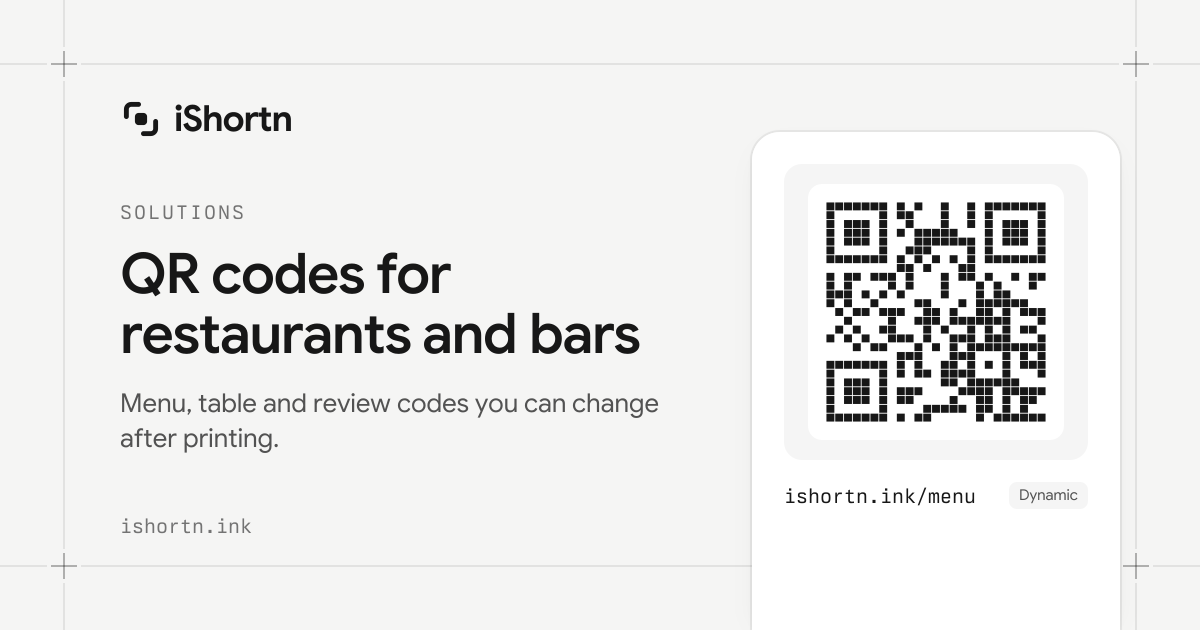 iShortn
SOLUTIONS
QR codes for
restaurants and bars
Menu, table and review codes you can change
after printing.
ishortn.ink
ishortn.ink/menu
Dynamic